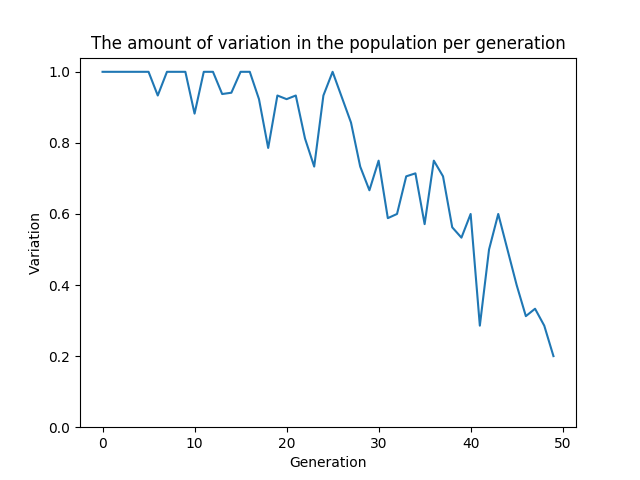 The amount of variation in the population per generation
1.0
0.8
0.6
0.4
0.2
0.0
Variation
0 10 20 30 40 50
Generation